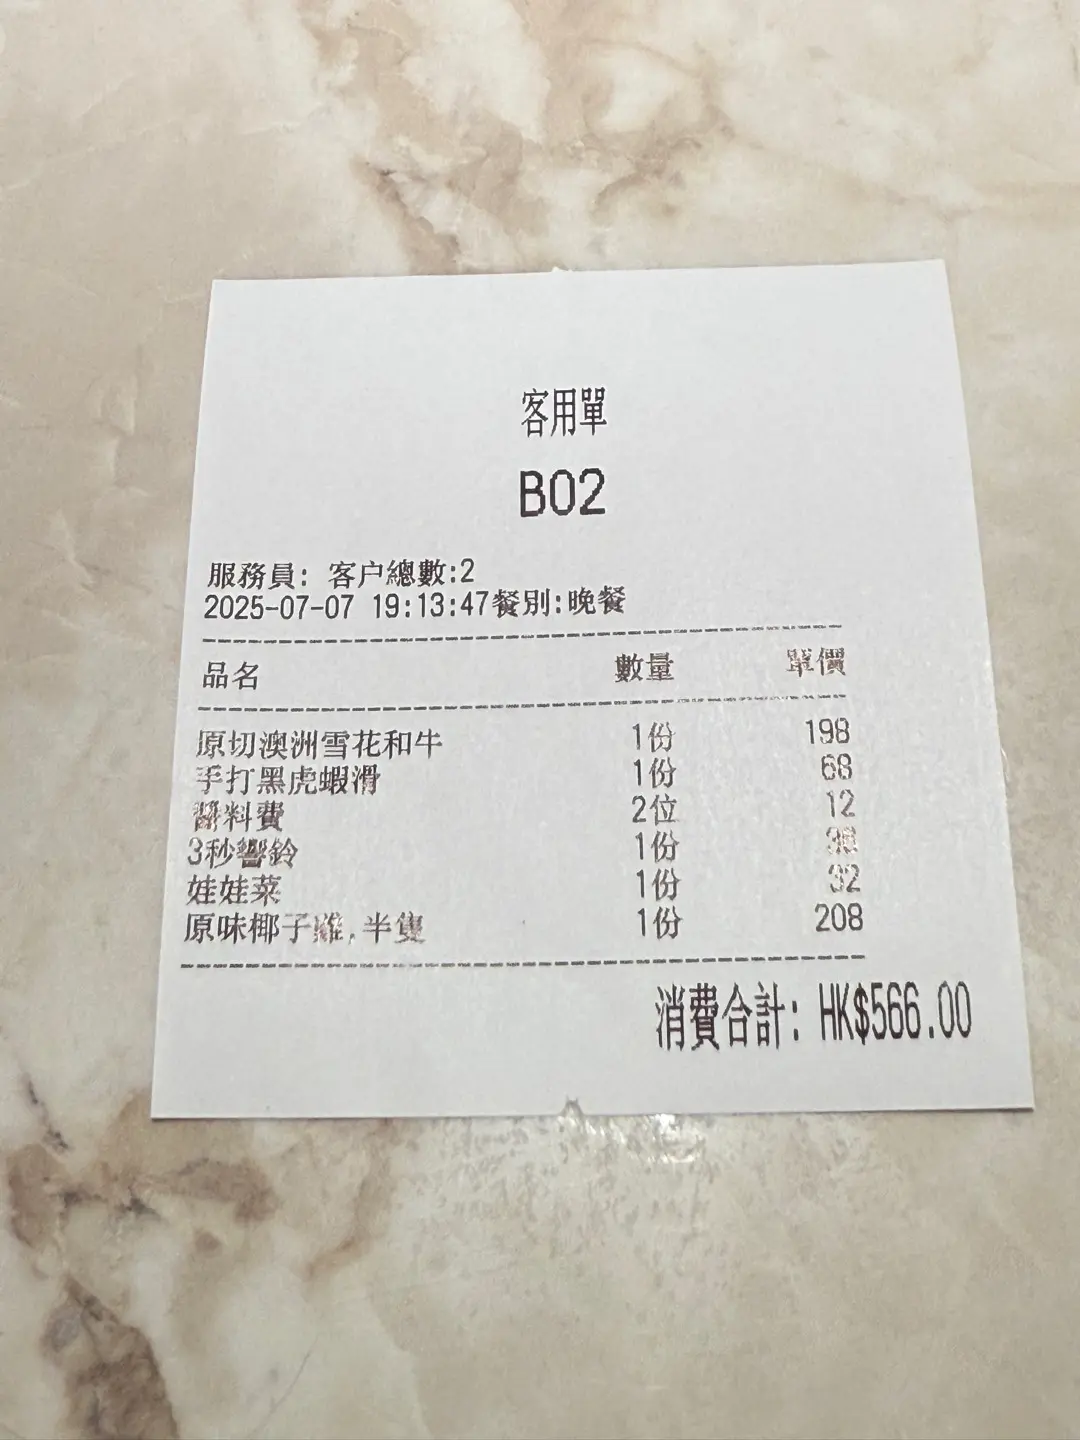 客用單
B02
服務員: 客户總數:2
2025-07-07 19:13:47餐別:晚餐
品名 數量 單價
原切澳洲雪花和牛 1份 198
手打黑虎蝦滑 1份 68
醬料費 2位 12
3秒響鈴 1份 36
娃娃菜 1份 32
原味椰子雞,半隻 1份 208
消費合計: HK$566.00